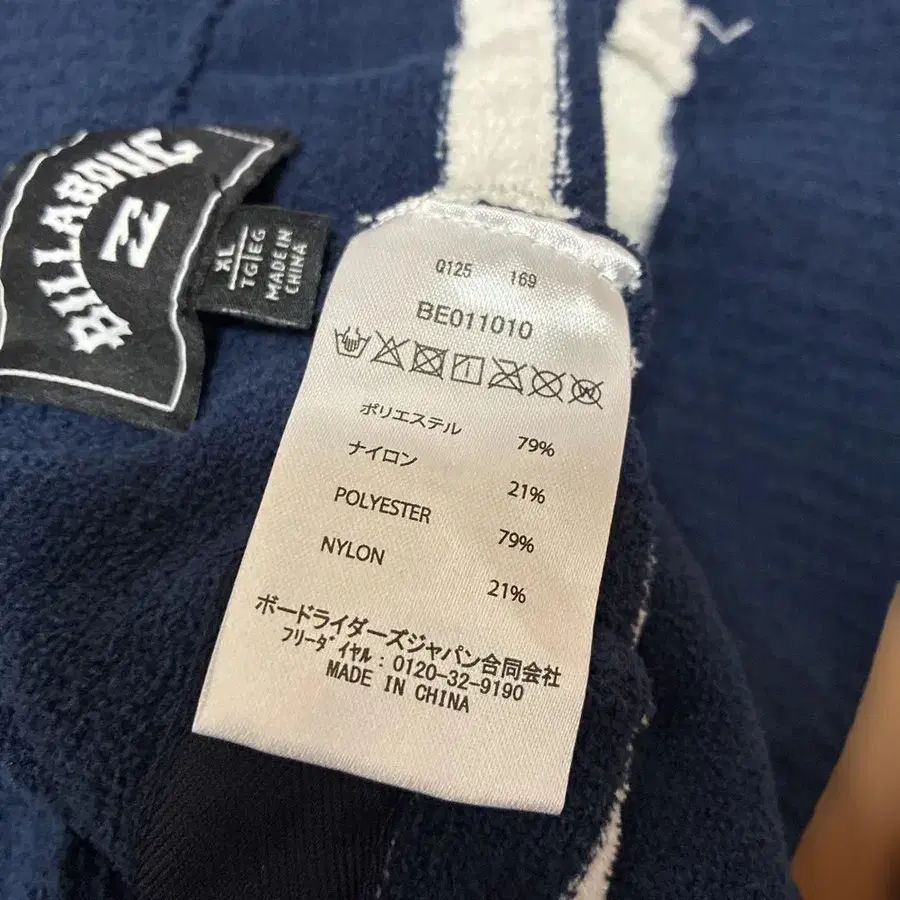 BILLABONG
XL
TG|EG
MADE IN
CHINA
Q125 169
BE011010
W
ポリエステル 79%
ナイロン 21%
POLYESTER 79%
NYLON 21%
ボードライダーズジャパン合同会社
フリーダイヤル : 0120-32-9190
MADE IN CHINA